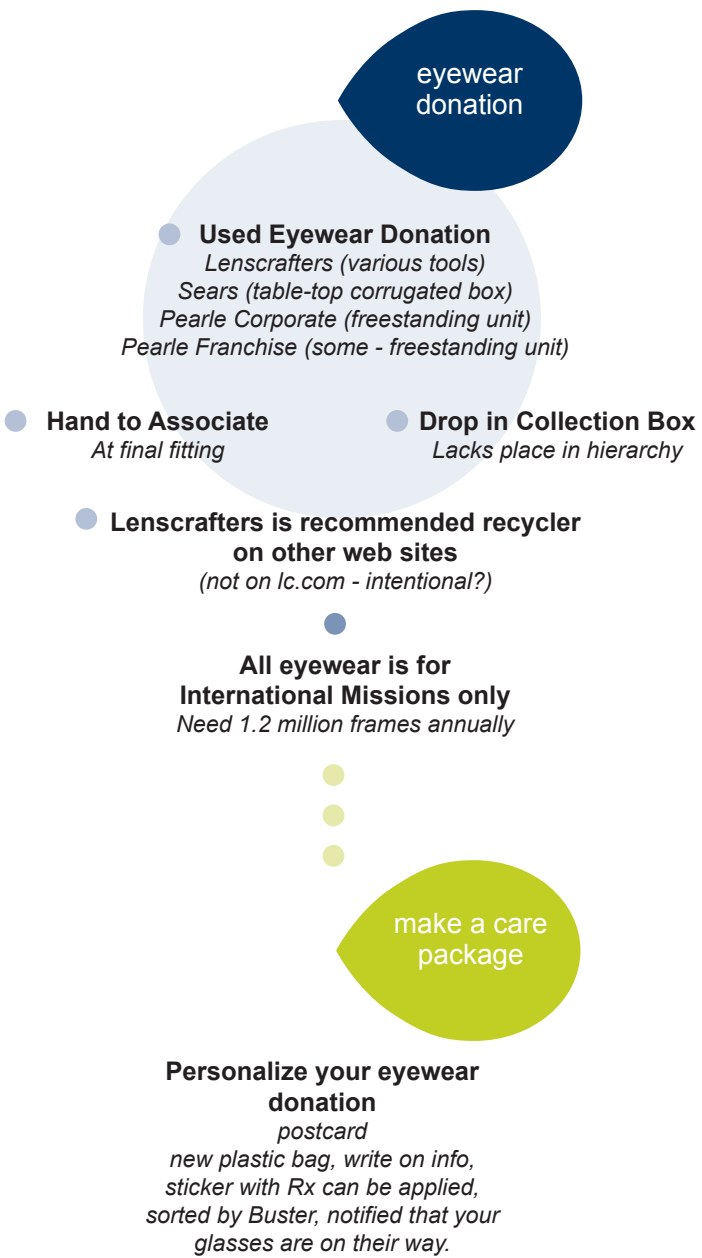 eyewear
donation
Used Eyewear Donation
Lenscrafters (various tools)
Sears (table-top corrugated box)
Pearle Corporate (freestanding unit)
Pearle Franchise (some - freestanding unit)
Hand to Associate
At final fitting
Drop in Collection Box
Lacks place in hierarchy
Lenscrafters is recommended recycler
on other web sites
(not on lc.com - intentional?)
All eyewear is for
International Missions only
Need 1.2 million frames annually
make a care
package
Personalize your eyewear
donation
postcard
new plastic bag, write on info,
sticker with Rx can be applied,
sorted by Buster, notified that your
glasses are on their way.